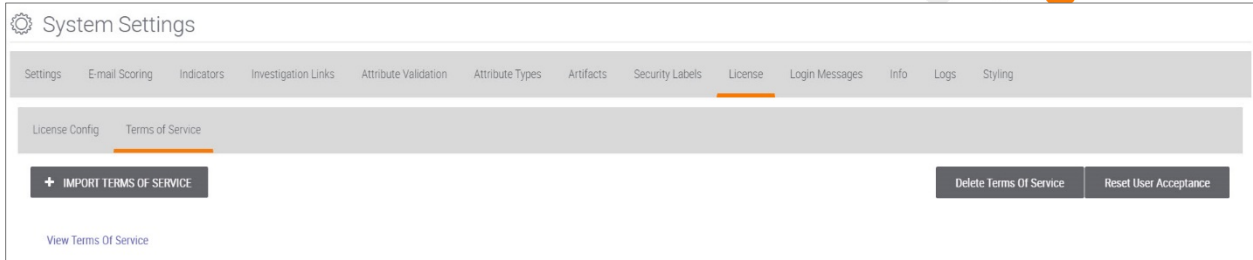 System Settings
Settings E-mail Scoring Indicators Investigation Links Attribute Validation Attribute Types Artifacts Security Labels License Login Messages Info Logs Styling
License Config Terms of Service
+ IMPORT TERMS OF SERVICE Delete Terms Of Service Reset User Acceptance
View Terms Of Service